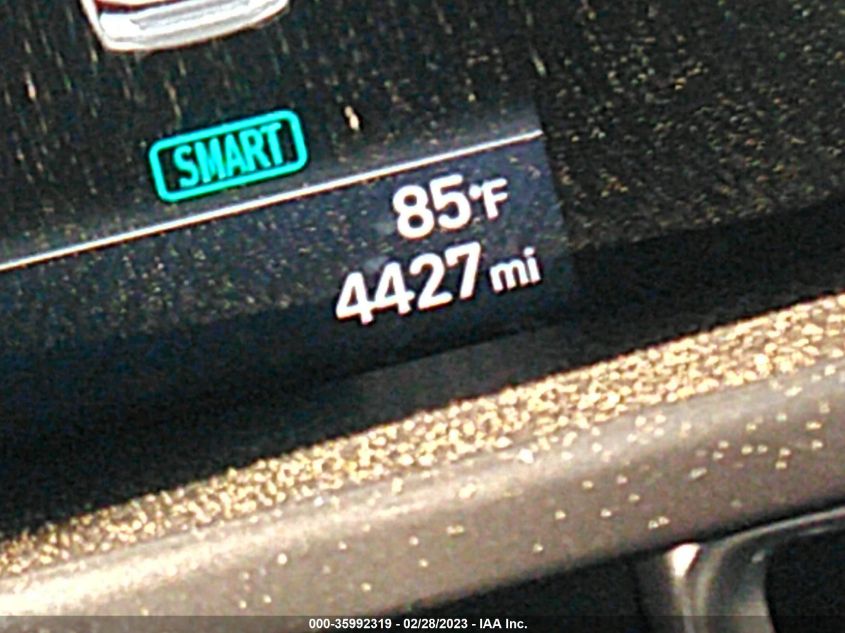 SMART
85°F
4427 mi
000-35992319 - 02/28/2023 - IAA Inc.